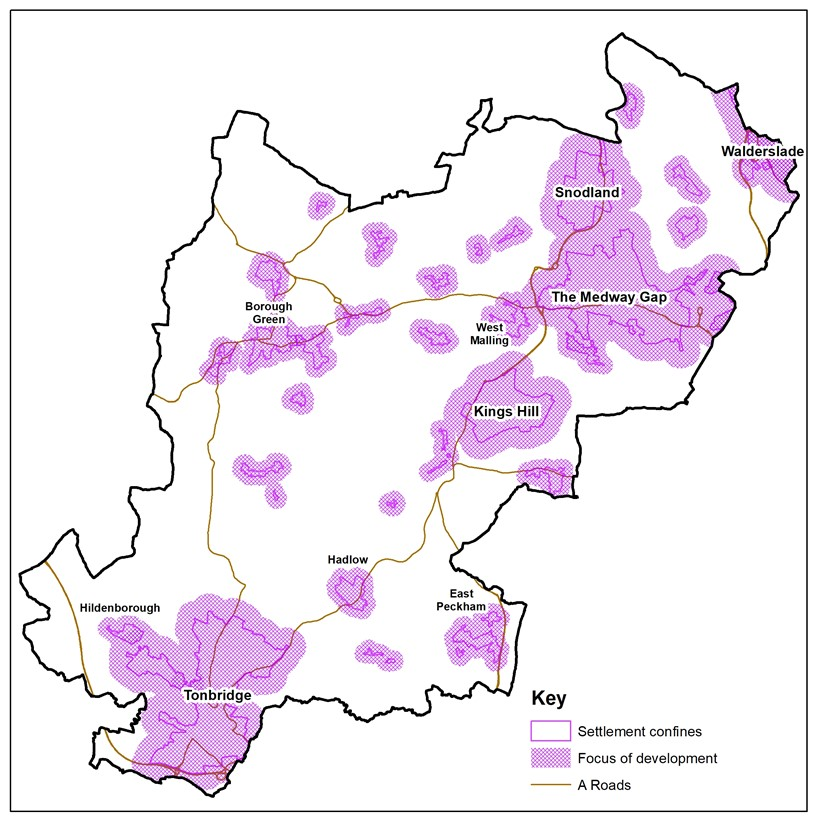 Walderslade
Snodland
The Medway Gap
Borough
Green
West
Malling
Kings Hill
Hadlow
East
Peckham
Hildenborough
Tonbridge
Key
Settlement confines
Focus of development
A Roads